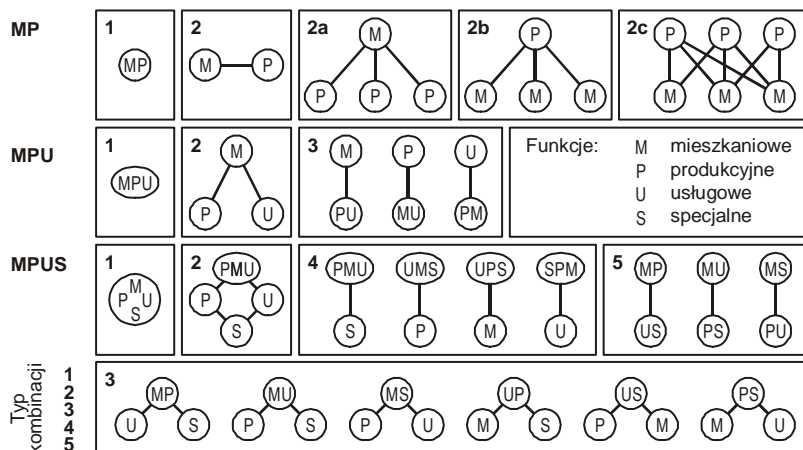 MP
1
MP
2
M P
2a
M
P P P
2b
P
M M M
2c
P P P
M M M
MPU
1
MPU
2
M
P U
3
M P U
PU MU PM
Funkcje: M mieszkaniowe
P produkcyjne
U usługowe
S specjalne
MPUS
1
M
P U
S
2
PMU
P U
S
4
PMU UMS UPS SPM
S P M U
5
MP MU MS
US PS PU
Typ
kombinacji
1
2
3
4
5
3
MP MU MS UP US PS
U S P S P U M S P M M U